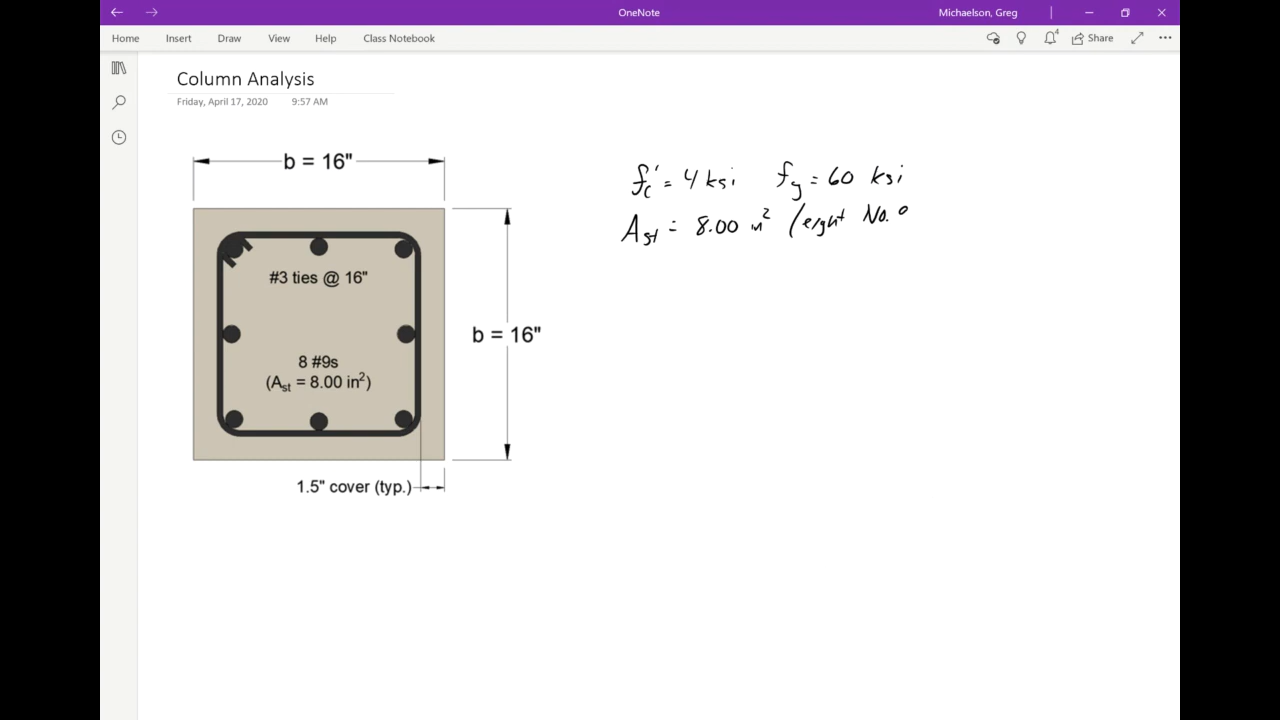 OneNote
Michaelson, Greg
Home Insert Draw View Help Class Notebook
4
Share
Column Analysis
Friday, April 17, 2020 9:57 AM
b = 16"
#3 ties @ 16"
8 #9s
(Ast = 8.00 in²)
b = 16"
1.5" cover (typ.)
fc' = 4 ksi fy = 60 ksi
Ast = 8.00 in² (eight No.